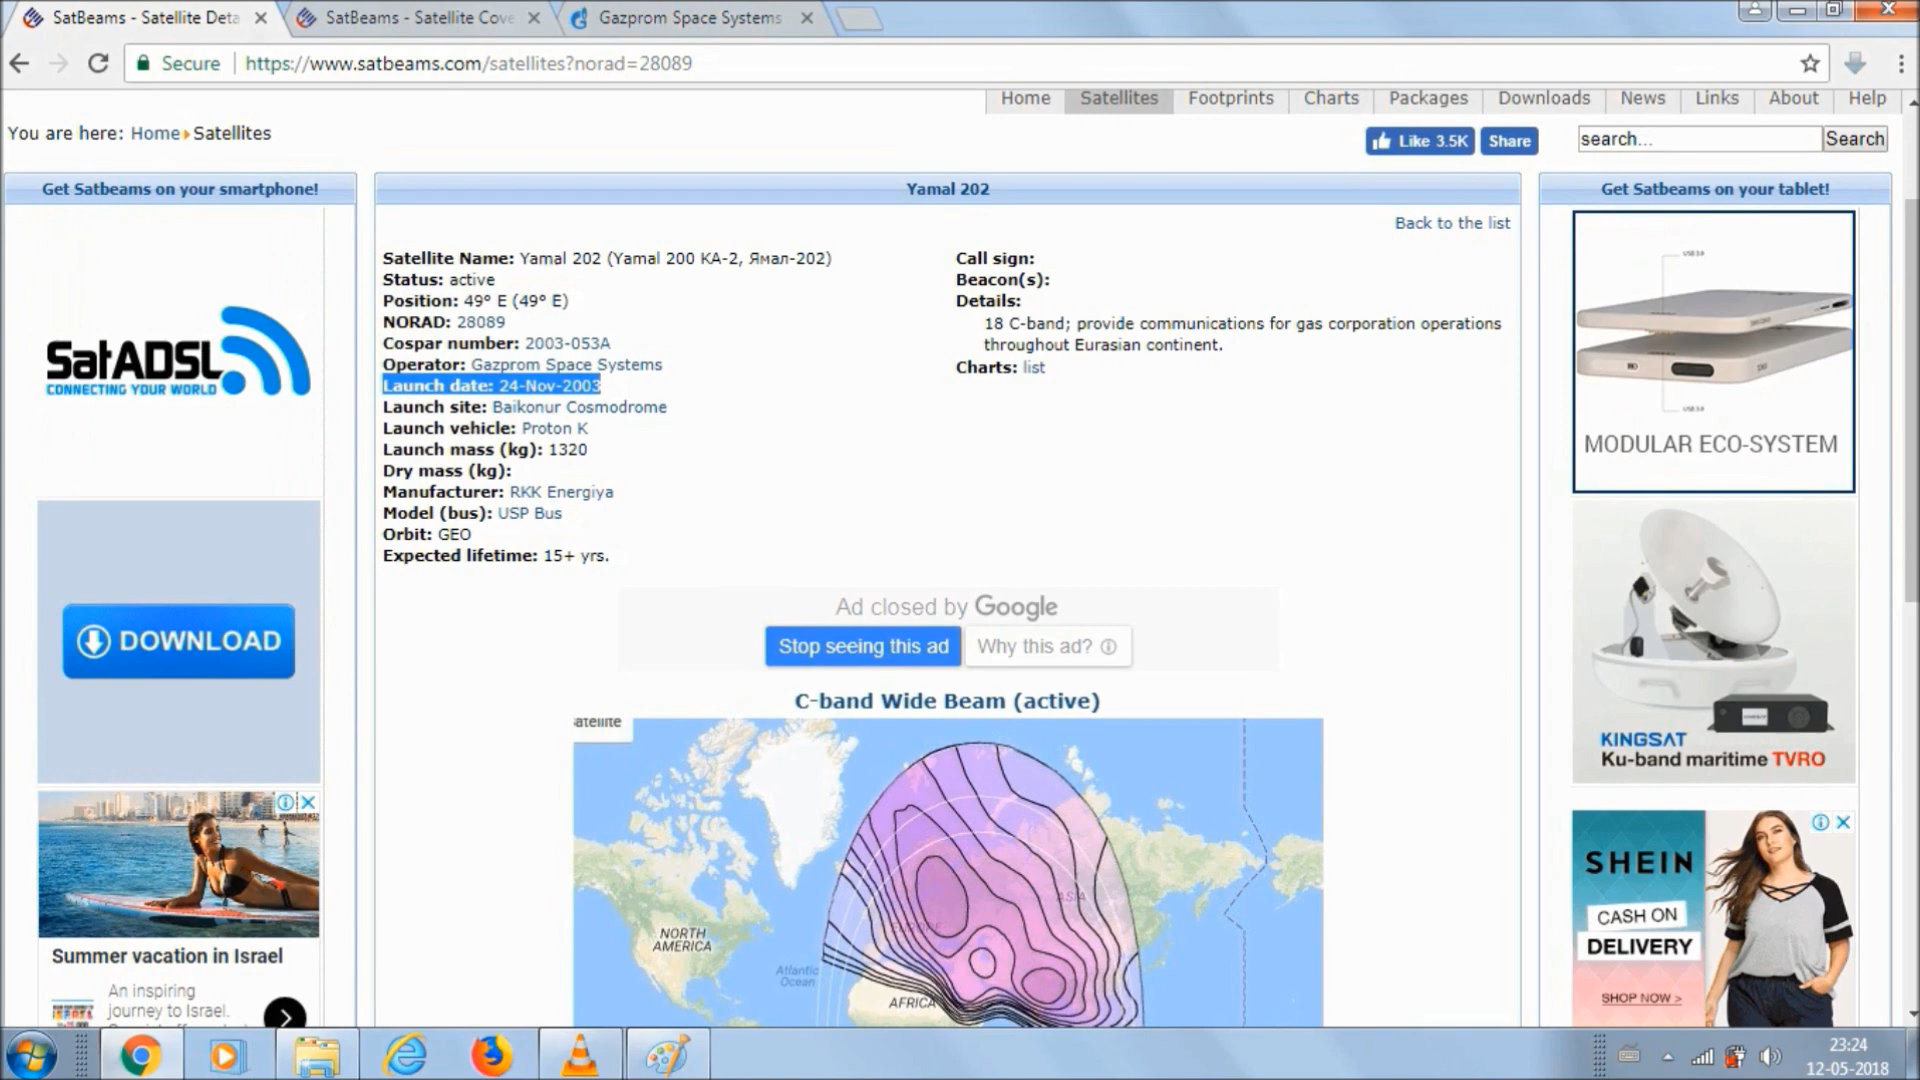 SatBeams - Satellite Deta
SatBeams - Satellite Cove
Gazprom Space Systems
Secure
https://www.satbeams.com/satellites?norad=28089
Home
Satellites
Footprints
Charts
Packages
Downloads
News
Links
About
Help
You are here: Home Satellites
Like 3.5K
Share
search...
Search
Get Satbeams on your smartphone!
Yamal 202
Get Satbeams on your tablet!
Back to the list
Satellite Name: Yamal 202 (Yamal 200 KA-2, Ямал-202)
Status: active
Position: 49° E (49° E)
NORAD: 28089
Cospar number: 2003-053A
Operator: Gazprom Space Systems
Launch date: 24-Nov-2003
Launch site: Baikonur Cosmodrome
Launch vehicle: Proton K
Launch mass (kg): 1320
Dry mass (kg):
Manufacturer: RKK Energiya
Model (bus): USP Bus
Orbit: GEO
Expected lifetime: 15+ yrs.
Call sign:
Beacon(s):
Details:
18 C-band; provide communications for gas corporation operations
throughout Eurasian continent.
Charts: list
SatADSL
CONNECTING YOUR WORLD
DOWNLOAD
Summer vacation in Israel
An inspiring
journey to Israel.
Ad closed by Google
Stop seeing this ad
Why this ad?
C-band Wide Beam (active)
atellite
NORTH
AMERICA
Atlantic
Ocean
EUROPE
ASIA
AFRICA
MODULAR ECO-SYSTEM
KINGSAT
Ku-band maritime TVRO
SHEIN
CASH ON
DELIVERY
SHOP NOW >
23:24
12-05-2018